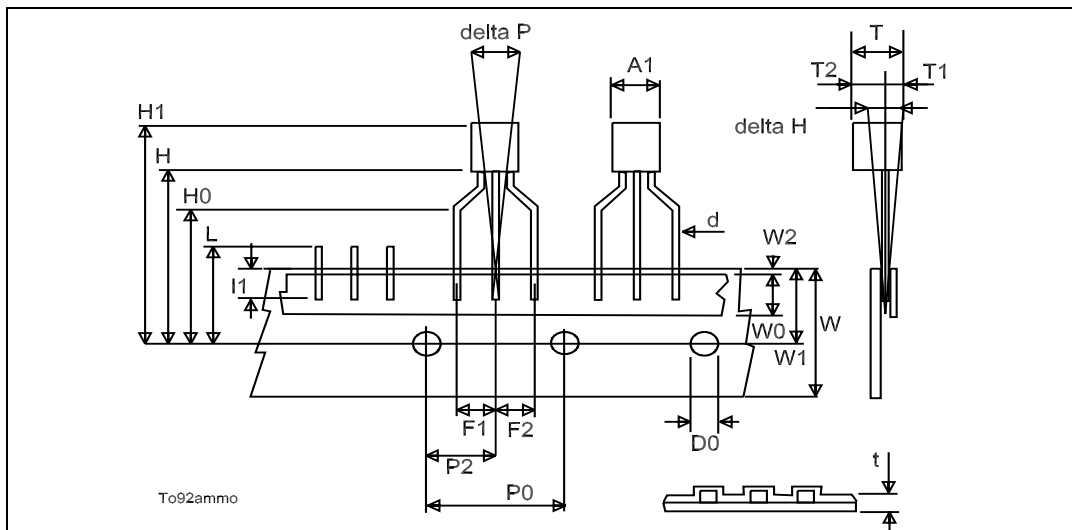 delta P
T
A1
T2
T1
H1
delta H
H
H0
d
L
W2
I1
W0
W
W1
F1
F2
D0
P2
t
P0
To92ammo